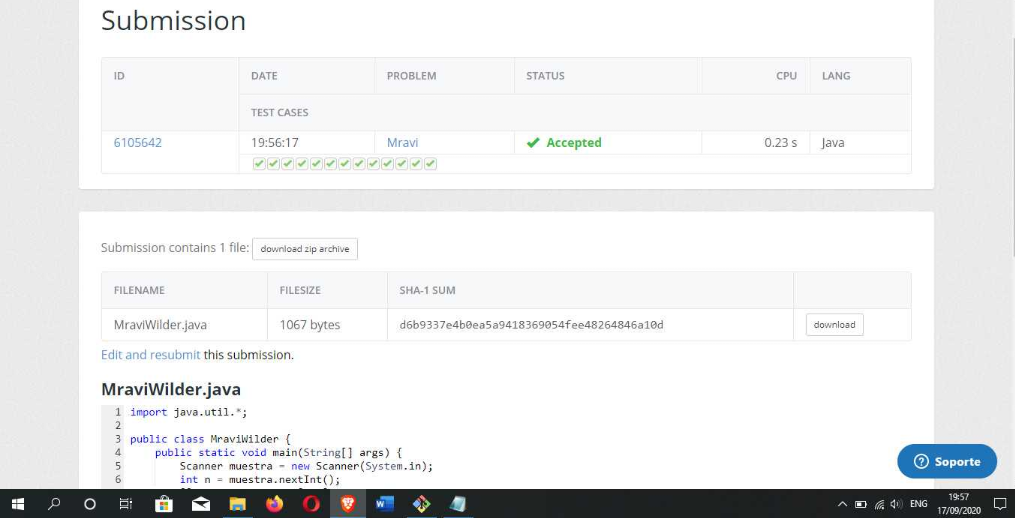 Submission
ID DATE PROBLEM STATUS CPU LANG
TEST CASES
6105642 19:56:17 Mravi Accepted 0.23 s Java
Submission contains 1 file: download zip archive
FILENAME FILESIZE SHA-1 SUM
MraviWilder.java 1067 bytes d6b9337e4b0ea5a9418369054fee48264846a10d download
Edit and resubmit this submission.
MraviWilder.java
1 import java.util.*;
2
3 public class MraviWilder {
4 public static void main(String[] args) {
5 Scanner muestra = new Scanner(System.in);
6 int n = muestra.nextInt();
Soporte
ENG 19:57
17/09/2020